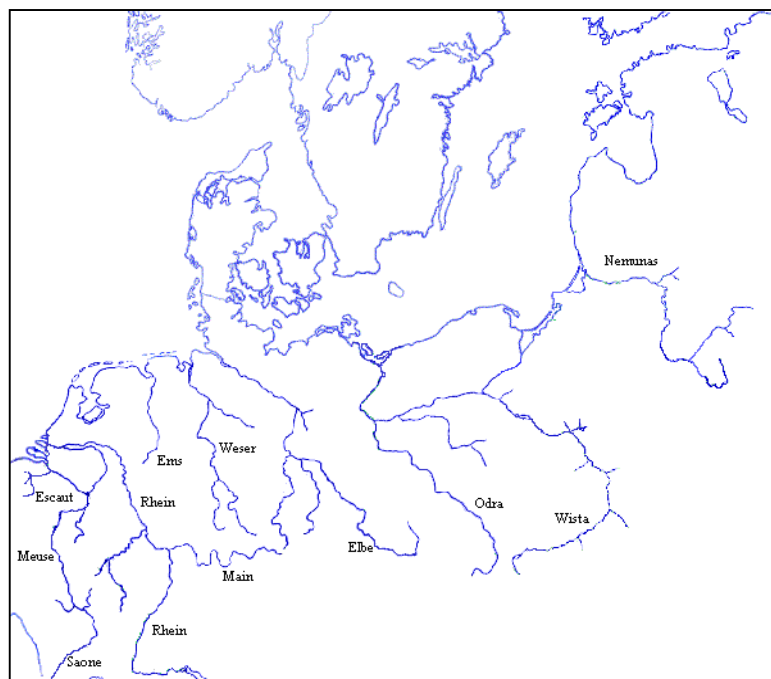 Nemunas
Weser
Ems
Escaut
Rhein
Odra
Wista
Elbe
Meuse
Main
Rhein
Saone